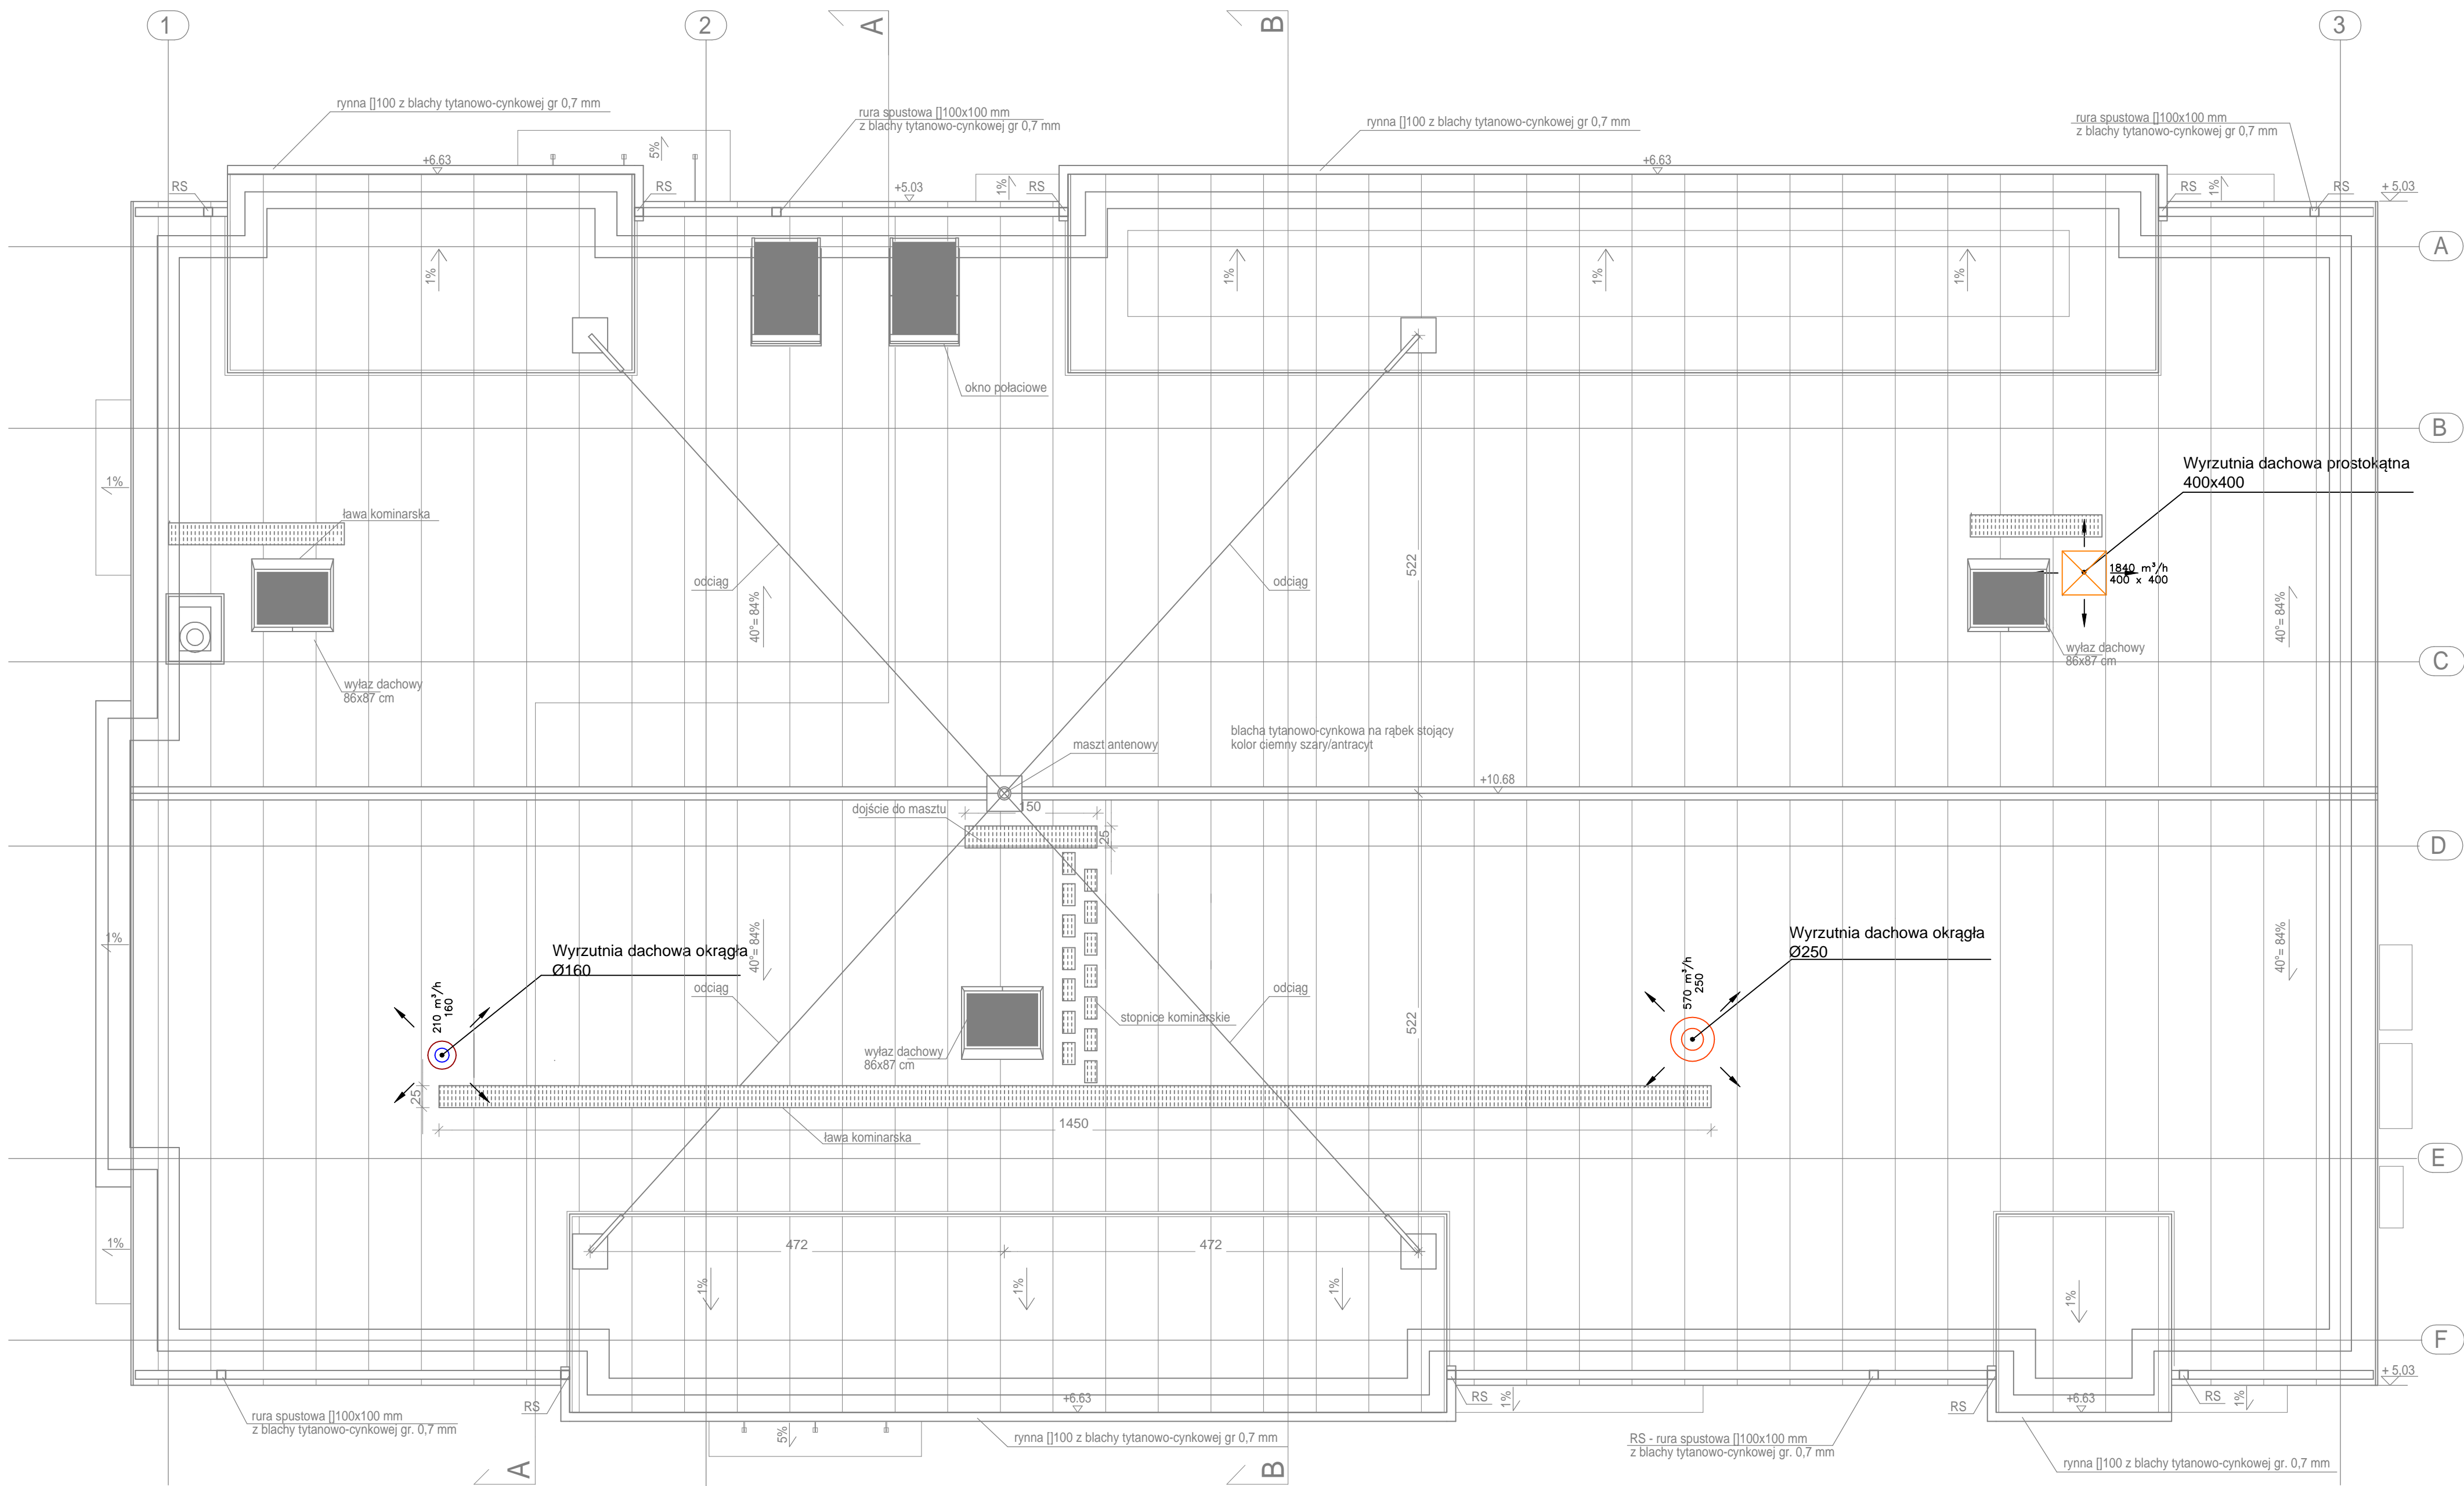 1
2
A
B
3
rynna []100 z blachy tytanowo-cynkowej gr 0,7 mm
rura spustowa []100x100 mm
z blachy tytanowo-cynkowej gr 0,7 mm
rynna []100 z blachy tytanowo-cynkowej gr 0,7 mm
rura spustowa []100x100 mm
z blachy tytanowo-cynkowej gr 0,7 mm
5%
+6.63
+6.63
RS
RS
+5.03
1%
RS
RS
1%
RS
+ 5,03
A
1%
1%
1%
1%
okno połaciowe
B
Wyrzutnia dachowa prostokątna
400x400
1%
ława kominarska
odciąg
odciąg
522
1840 m³/h
400 x 400
40°= 84%
40°= 84%
wyłaz dachowy
86x87 cm
C
wyłaz dachowy
86x87 cm
maszt antenowy
blacha tytanowo-cynkowa na rąbek stojący
kolor ciemny szary/antracyt
+10.68
dojście do masztu
150
25
D
1%
Wyrzutnia dachowa okrągła
Ø160
40°= 84%
Wyrzutnia dachowa okrągła
Ø250
40°= 84%
210 m³/h
160
570 m³/h
250
odciąg
odciąg
stopnice kominarskie
522
wyłaz dachowy
86x87 cm
25
1450
ława kominarska
E
1%
472
472
1%
1%
1%
1%
F
+ 5,03
RS
+6.63
RS
1%
RS
+6.63
RS
1%
rura spustowa []100x100 mm
z blachy tytanowo-cynkowej gr. 0,7 mm
5%
rynna []100 z blachy tytanowo-cynkowej gr 0,7 mm
RS - rura spustowa []100x100 mm
z blachy tytanowo-cynkowej gr. 0,7 mm
rynna []100 z blachy tytanowo-cynkowej gr. 0,7 mm
A
B